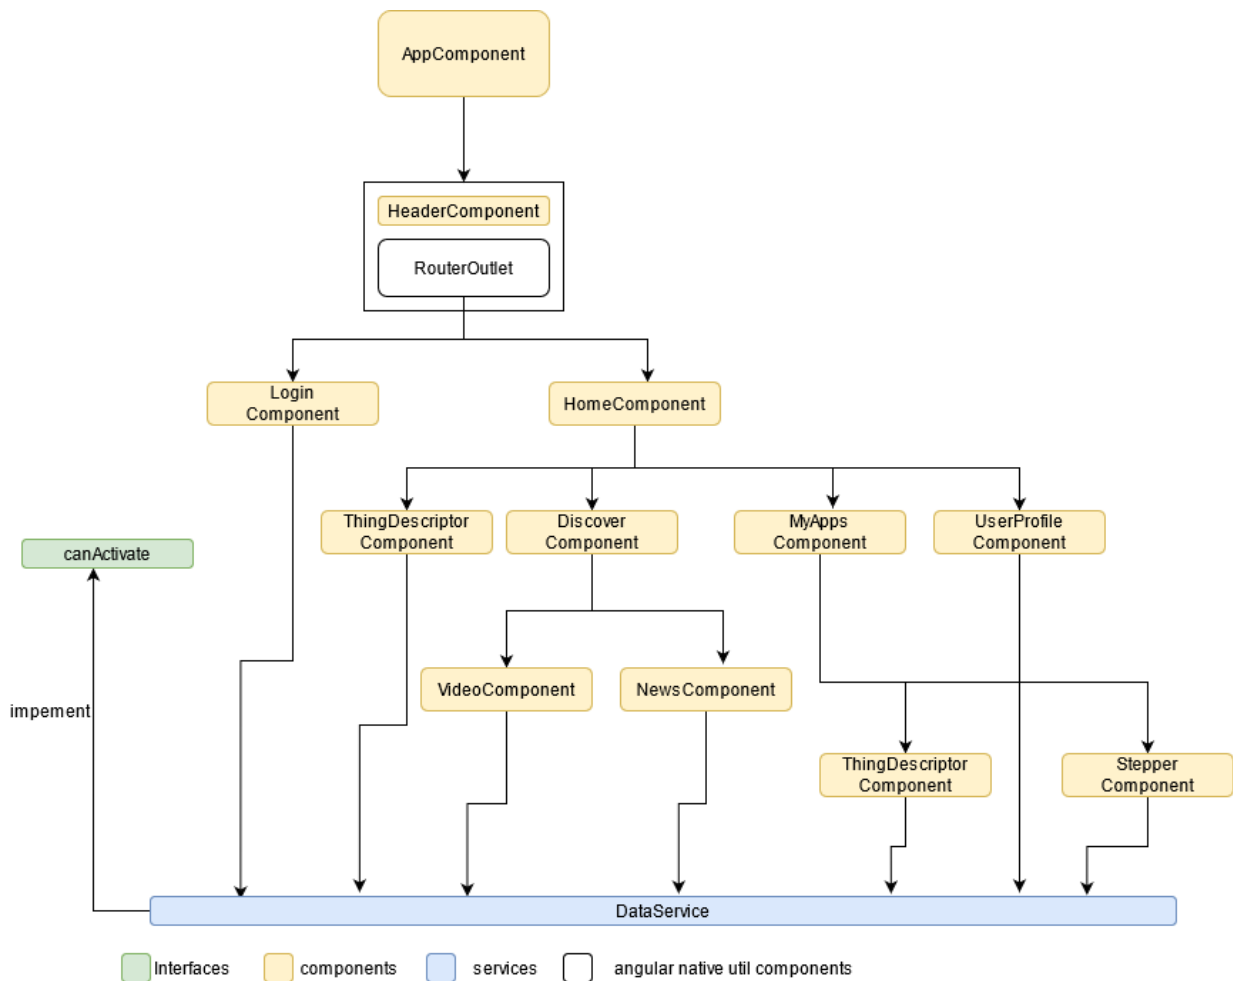 AppComponent
HeaderComponent
RouterOutlet
Login
Component
HomeComponent
ThingDescriptor
Component
Discover
Component
MyApps
Component
UserProfile
Component
canActivate
VideoComponent
NewsComponent
impement
ThingDescriptor
Component
Stepper
Component
DataService
Interfaces
components
services
angular native util components